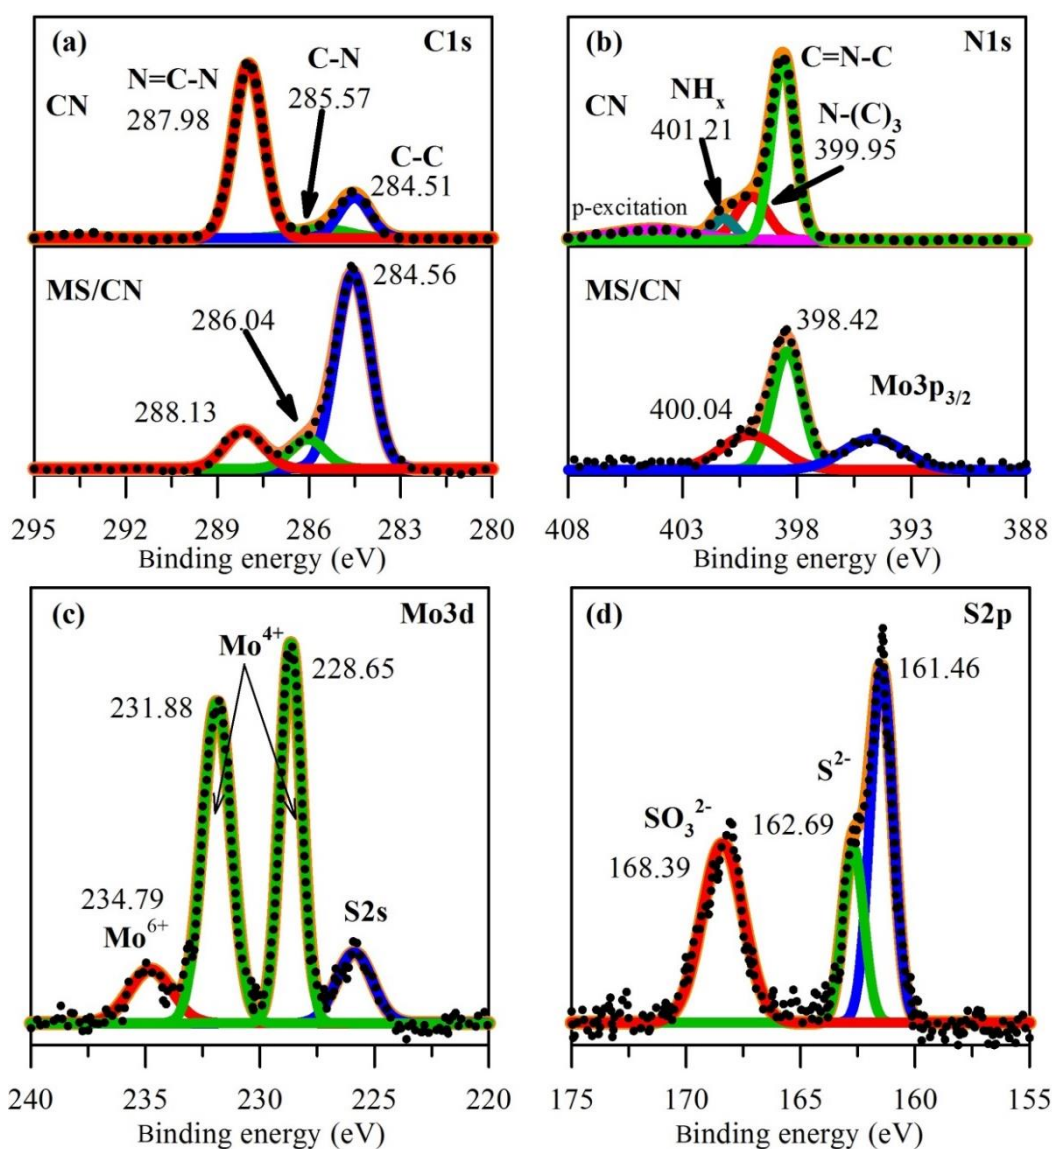 (a)
C1s
C-N
N=C-N
285.57
CN
287.98
C-C
284.51
MS/CN
284.56
286.04
288.13
295 292 289 286 283 280
Binding energy (eV)
(b)
N1s
C=N-C
CN
NHₓ
N-(C)₃
401.21
399.95
p-excitation
MS/CN
398.42
Mo3p₃/₂
400.04
408 403 398 393 388
Binding energy (eV)
(c)
Mo3d
Mo⁴⁺
228.65
231.88
234.79
S2s
Mo⁶⁺
240 235 230 225 220
Binding energy (eV)
(d)
S2p
161.46
S²⁻
SO₃²⁻
162.69
168.39
175 170 165 160 155
Binding energy (eV)